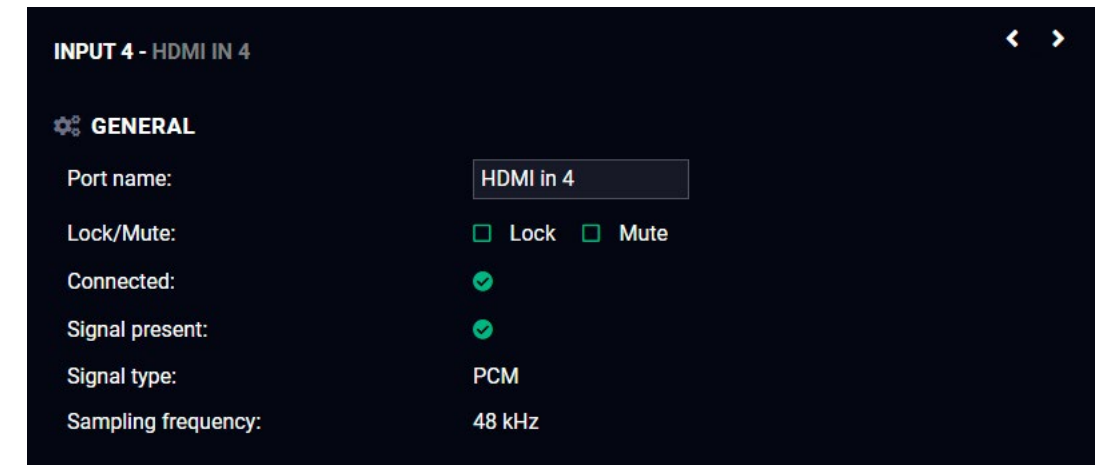 INPUT 4 - HDMI IN 4
GENERAL
Port name: HDMI in 4
Lock/Mute: Lock Mute
Connected:
Signal present:
Signal type: PCM
Sampling frequency: 48 kHz